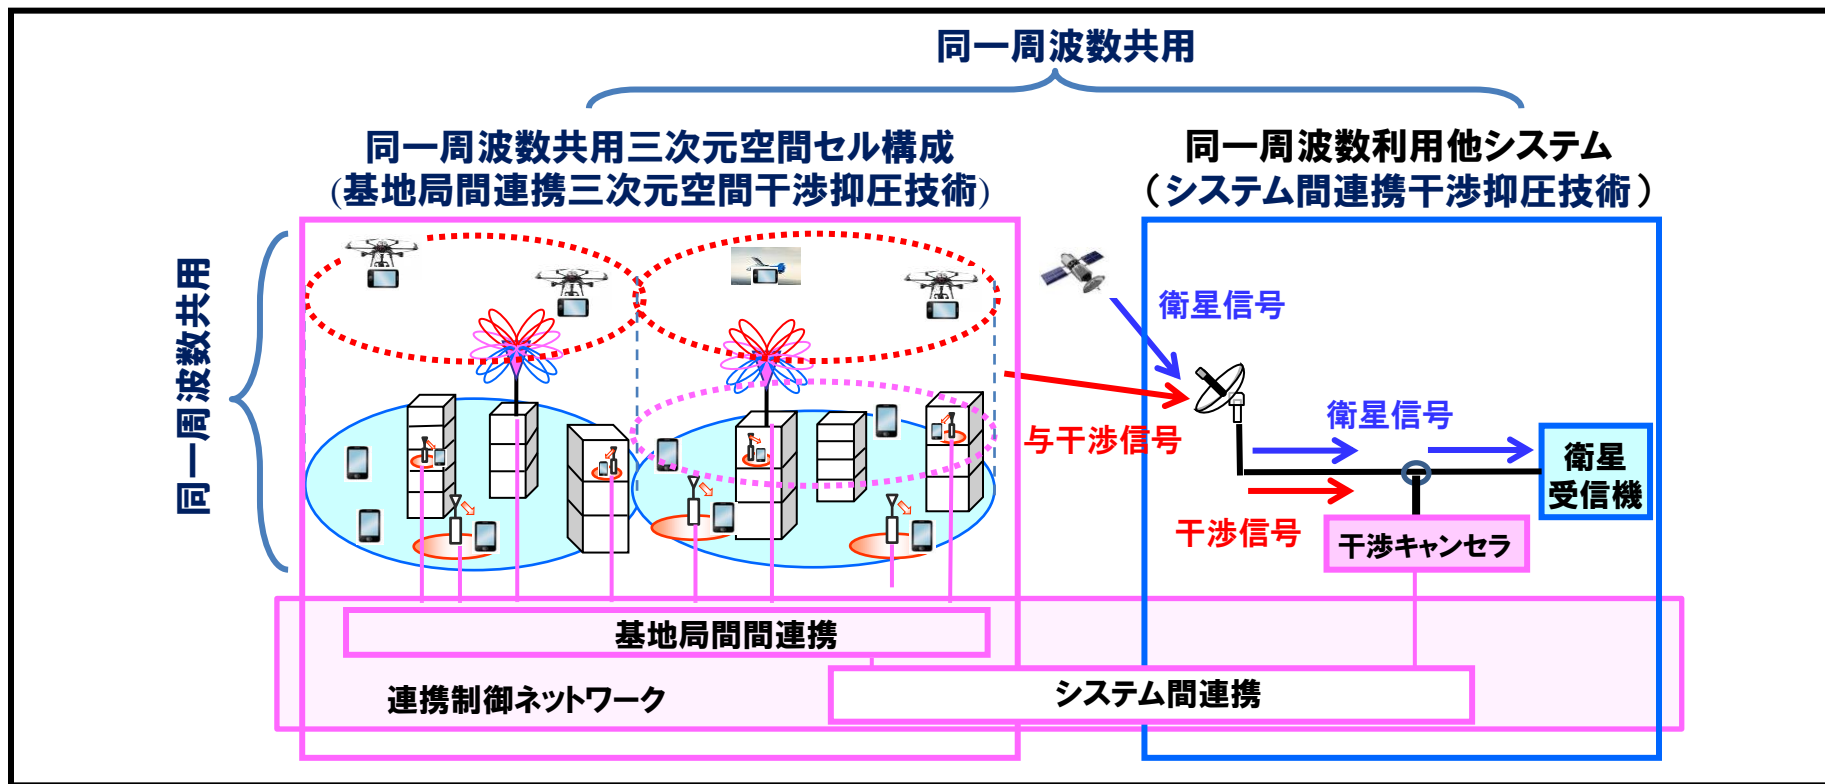 同一周波数共用
同一周波数共用三次元空間セル構成
(基地局間連携三次元空間干渉抑圧技術)
同一周波数利用他システム
(システム間連携干渉抑圧技術)
同一周波数共用
衛星信号
与干渉信号
衛星信号
干渉信号
衛星
受信機
干渉キャンセラ
基地局間間連携
連携制御ネットワーク
システム間連携